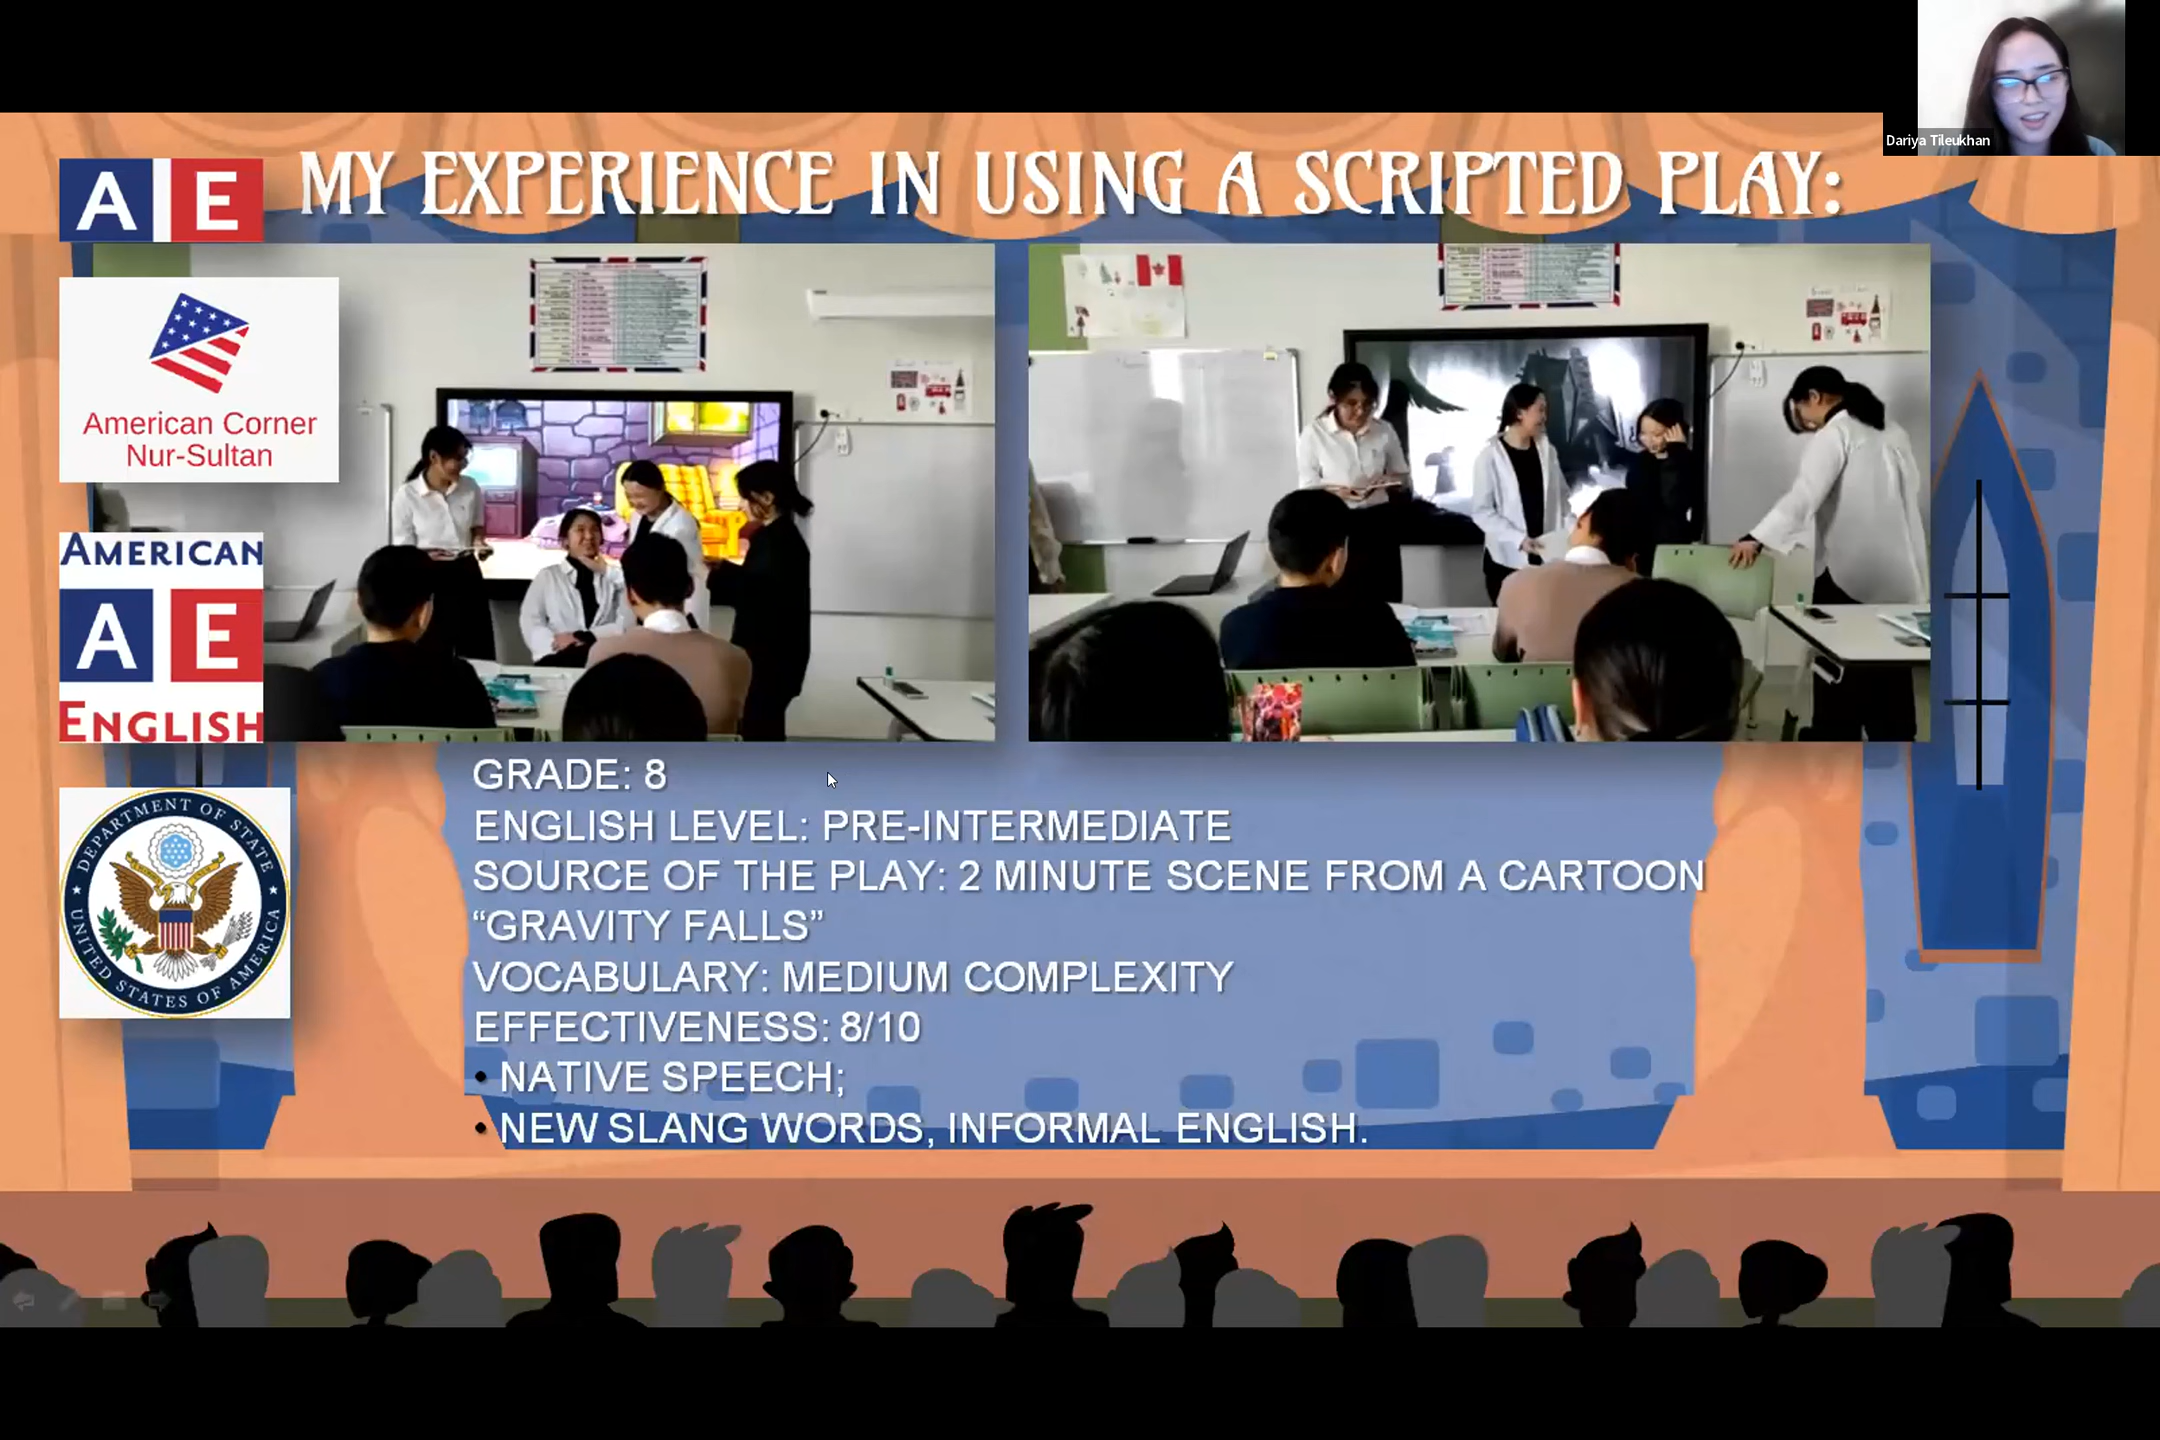 Dariya Tileukhan
A E
MY EXPERIENCE IN USING A SCRIPTED PLAY:
American Corner
Nur-Sultan
AMERICAN
A E
ENGLISH
DEPARTMENT OF STATE
UNITED STATES OF AMERICA
GRADE: 8
ENGLISH LEVEL: PRE-INTERMEDIATE
SOURCE OF THE PLAY: 2 MINUTE SCENE FROM A CARTOON
“GRAVITY FALLS”
VOCABULARY: MEDIUM COMPLEXITY
EFFECTIVENESS: 8/10
• NATIVE SPEECH;
• NEW SLANG WORDS, INFORMAL ENGLISH.